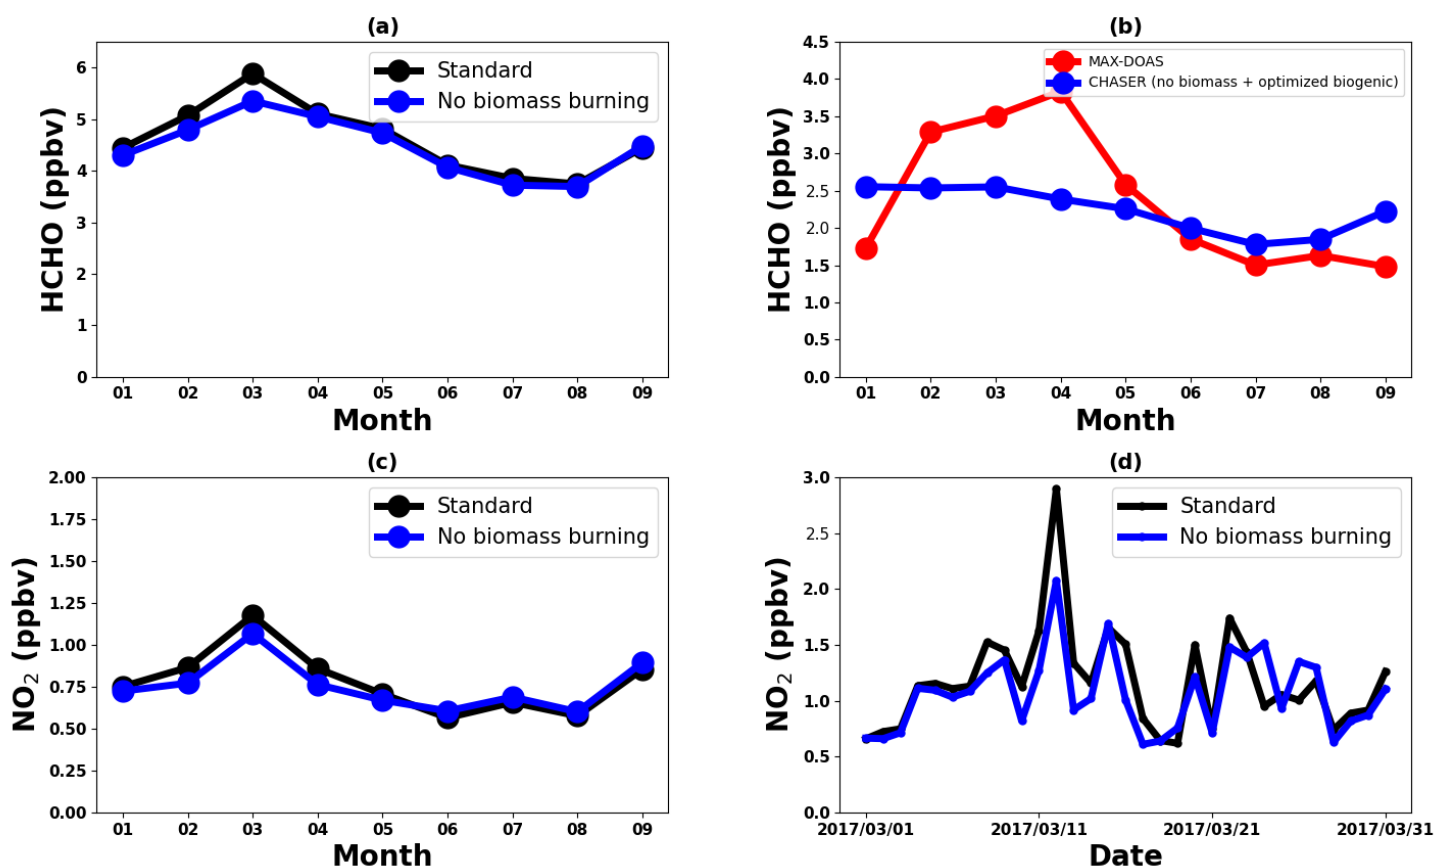 (a)
HCHO (ppbv)
6
5
4
3
2
1
0
Standard
No biomass burning
01 02 03 04 05 06 07 08 09
Month
(b)
HCHO (ppbv)
4.5
4.0
3.5
3.0
2.5
2.0
1.5
1.0
0.5
0.0
MAX-DOAS
CHASER (no biomass + optimized biogenic)
01 02 03 04 05 06 07 08 09
Month
(c)
NO₂ (ppbv)
2.00
1.75
1.50
1.25
1.00
0.75
0.50
0.25
0.00
Standard
No biomass burning
01 02 03 04 05 06 07 08 09
Month
(d)
NO₂ (ppbv)
3.0
2.5
2.0
1.5
1.0
0.5
0.0
Standard
No biomass burning
2017/03/01 2017/03/11 2017/03/21 2017/03/31
Date